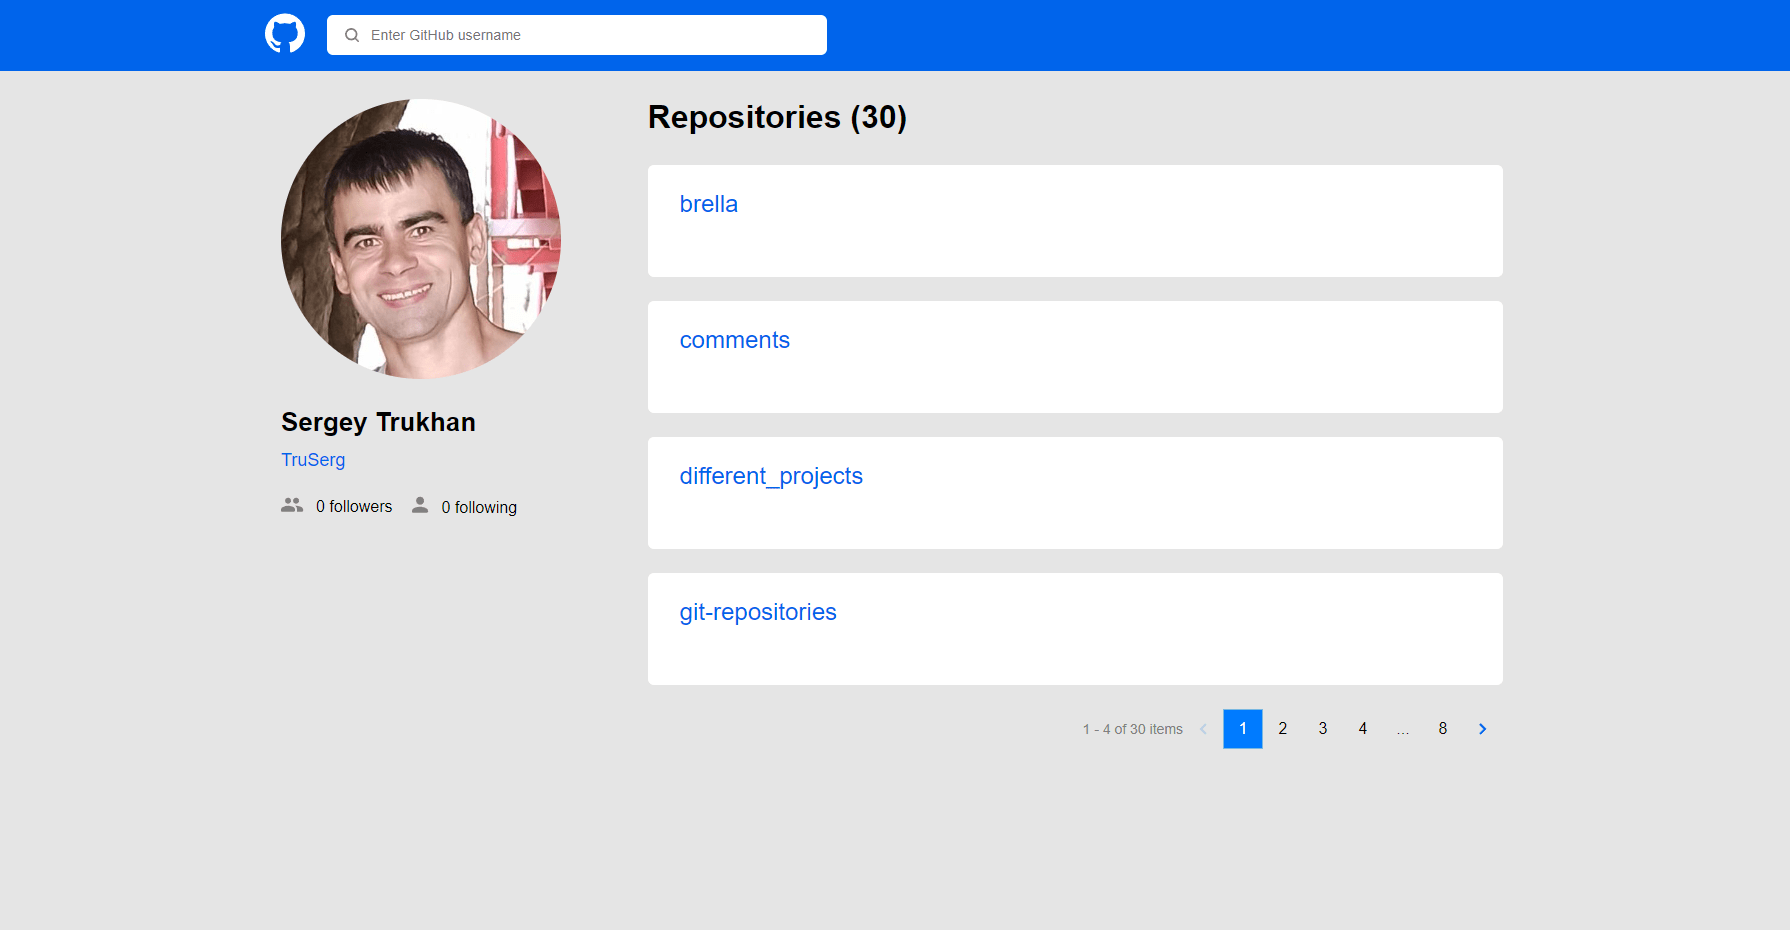 Enter GitHub username
Repositories (30)
brella
comments
different_projects
git-repositories
Sergey Trukhan
TruSerg
0 followers 0 following
1 - 4 of 30 items 1 2 3 4 ... 8